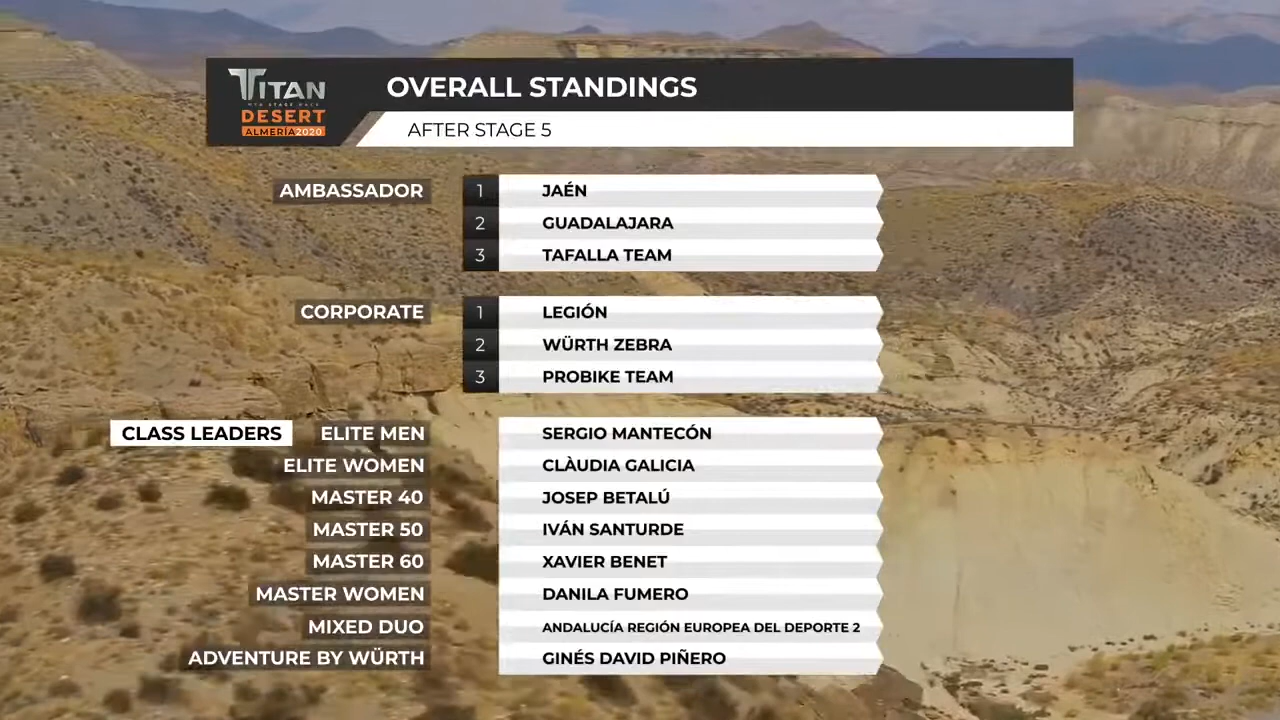 TITAN
MTB STAGE RACE
DESERT
ALMERÍA2020
OVERALL STANDINGS
AFTER STAGE 5
AMBASSADOR
1 JAÉN
2 GUADALAJARA
3 TAFALLA TEAM
CORPORATE
1 LEGIÓN
2 WÜRTH ZEBRA
3 PROBIKE TEAM
CLASS LEADERS ELITE MEN SERGIO MANTECÓN
ELITE WOMEN CLÀUDIA GALICIA
MASTER 40 JOSEP BETALÚ
MASTER 50 IVÁN SANTURDE
MASTER 60 XAVIER BENET
MASTER WOMEN DANILA FUMERO
MIXED DUO ANDALUCÍA REGIÓN EUROPEA DEL DEPORTE 2
ADVENTURE BY WÜRTH GINÉS DAVID PIÑERO